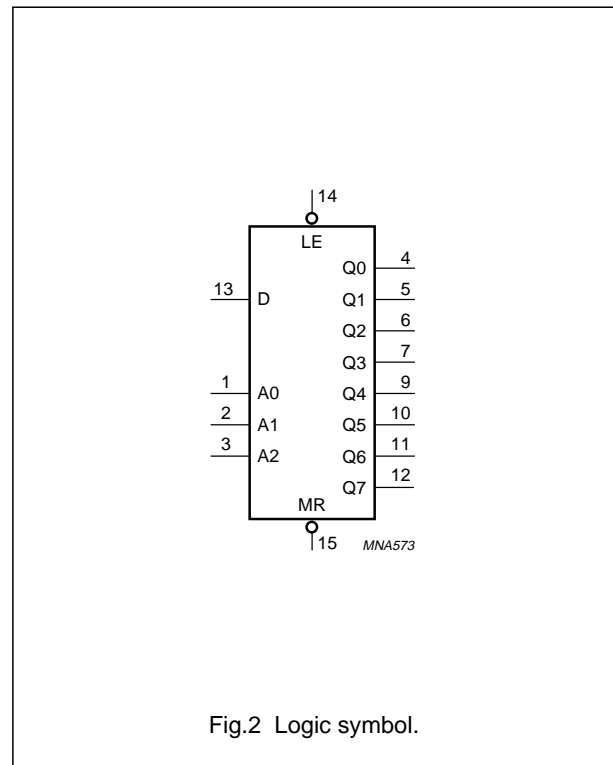 14
LE
Q0 4
13 D Q1 5
Q2 6
Q3 7
1 A0 Q4 9
2 A1 Q5 10
3 A2 Q6 11
Q7 12
MR
15 MNA573
Fig.2 Logic symbol.